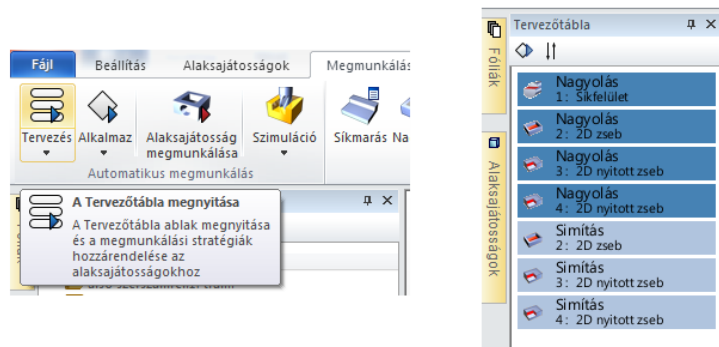 Fájl Beállítás Alaksajátosságok Megmunkálás
Tervezés Alkalmaz Alaksajátosság megmunkálása Szimuláció Síkmarás Na
Automatikus megmunkálás
A Tervezőtábla megnyitása
A Tervezőtábla ablak megnyitása
és a megmunkálási stratégiák
hozzárendelése az
alaksajátosságokhoz
Tervezőtábla
Fóliák
Alaksajátosságok
Nagyolás
1: Síkfelület
Nagyolás
2: 2D zseb
Nagyolás
3: 2D nyitott zseb
Nagyolás
4: 2D nyitott zseb
Simítás
2: 2D zseb
Simítás
3: 2D nyitott zseb
Simítás
4: 2D nyitott zseb